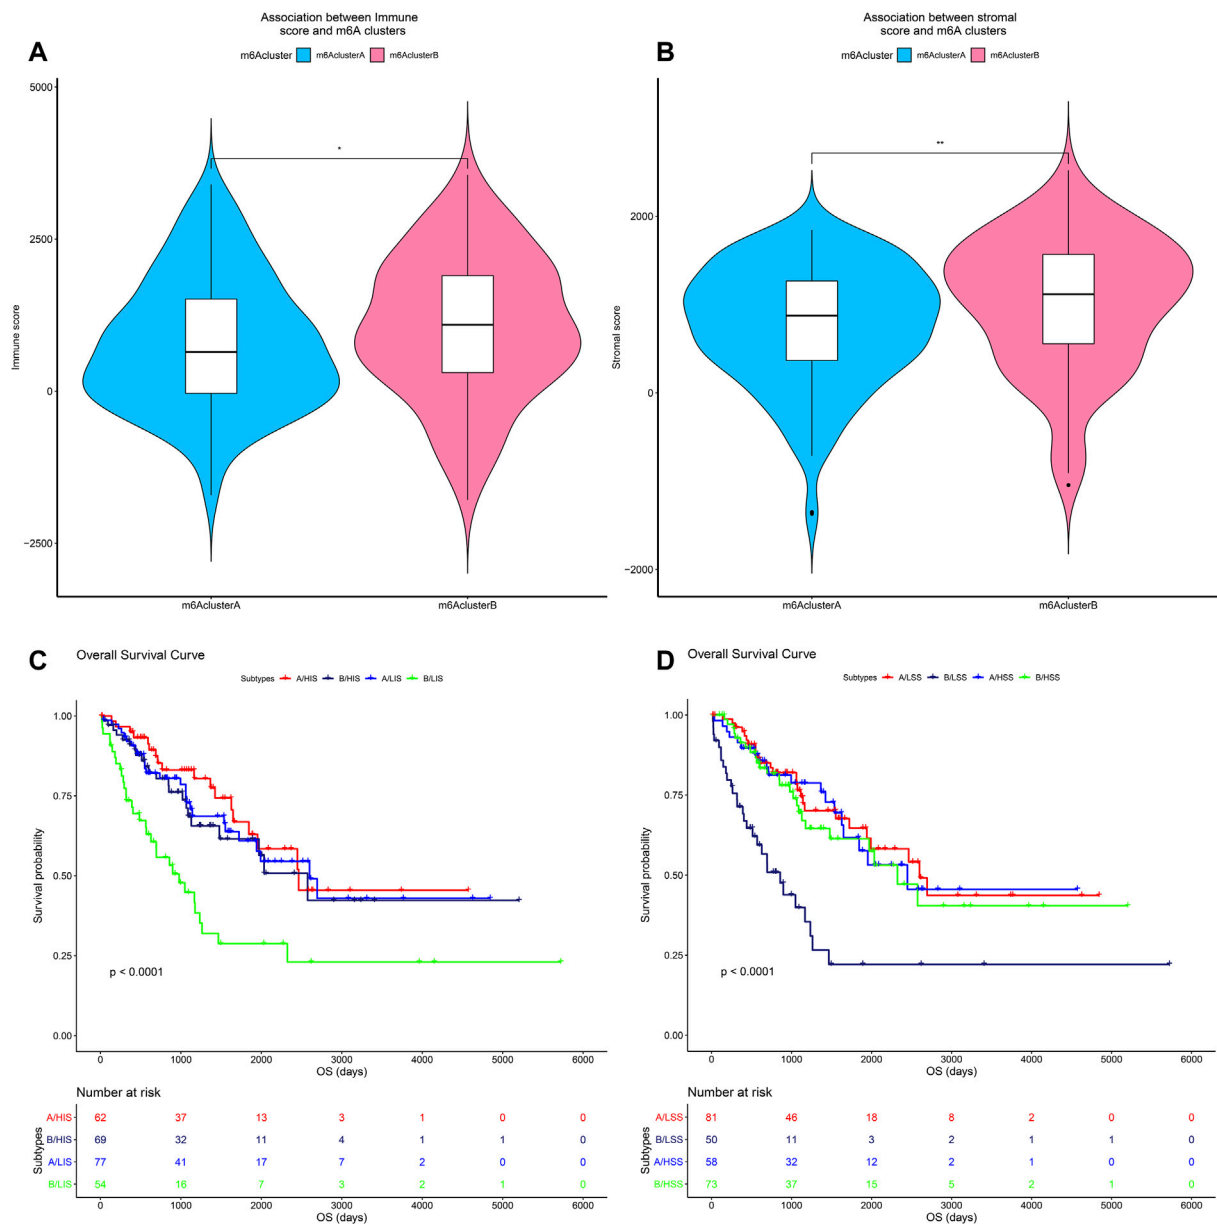 Association between Immune
score and m6A clusters
A
m6Acluster m6AclusterA m6AclusterB
5000
2500
0
−2500
Immune score
*
m6AclusterA m6AclusterB
Association between stromal
score and m6A clusters
B
m6Acluster m6AclusterA m6AclusterB
2000
0
−2000
Stromal score
**
m6AclusterA m6AclusterB
C
Overall Survival Curve
Subtypes A/HIS B/HIS A/LIS B/LIS
1.00
0.75
0.50
0.25
0.00
Survival probability
p < 0.0001
0 1000 2000 3000 4000 5000 6000
OS (days)
Number at risk
Subtypes
A/HIS 62 37 13 3 1 0 0
B/HIS 69 32 11 4 1 1 0
A/LIS 77 41 17 7 2 0 0
B/LIS 54 16 7 3 2 1 0
0 1000 2000 3000 4000 5000 6000
OS (days)
D
Overall Survival Curve
Subtypes A/LSS B/LSS A/HSS B/HSS
1.00
0.75
0.50
0.25
0.00
Survival probability
p < 0.0001
0 1000 2000 3000 4000 5000 6000
OS (days)
Number at risk
Subtypes
A/LSS 81 46 18 8 2 0 0
B/LSS 50 11 3 2 1 1 0
A/HSS 58 32 12 2 1 0 0
B/HSS 73 37 15 5 2 1 0
0 1000 2000 3000 4000 5000 6000
OS (days)